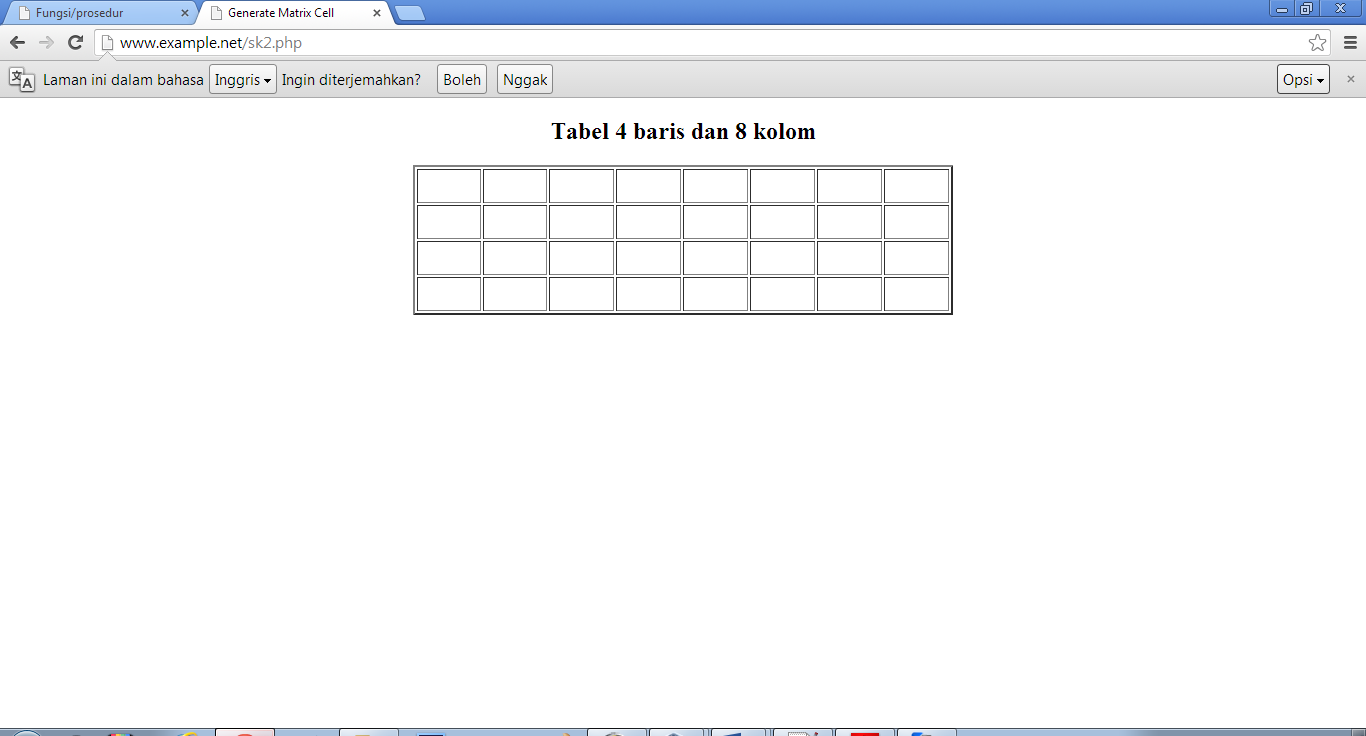 Fungsi/prosedur
Generate Matrix Cell
www.example.net/sk2.php
Laman ini dalam bahasa Inggris Ingin diterjemahkan? Boleh Nggak Opsi
Tabel 4 baris dan 8 kolom